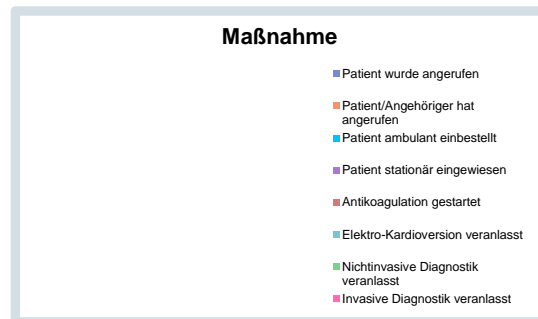 Maßnahme
Patient wurde angerufen
Patient/Angehöriger hat
angerufen
Patient ambulant einbestellt
Patient stationär eingewiesen
Antikoagulation gestartet
Elektro-Kardioversion veranlasst
Nichtinvasive Diagnostik
veranlasst
Invasive Diagnostik veranlasst